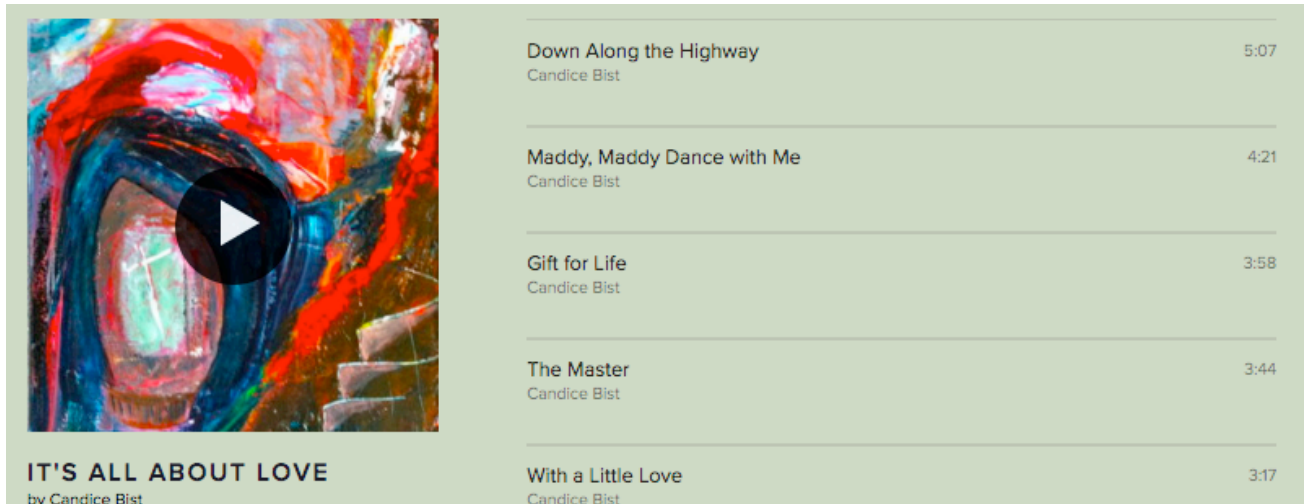 IT'S ALL ABOUT LOVE
by Candice Bist
Down Along the Highway 5:07
Candice Bist
Maddy, Maddy Dance with Me 4:21
Candice Bist
Gift for Life 3:58
Candice Bist
The Master 3:44
Candice Bist
With a Little Love 3:17
Candice Bist